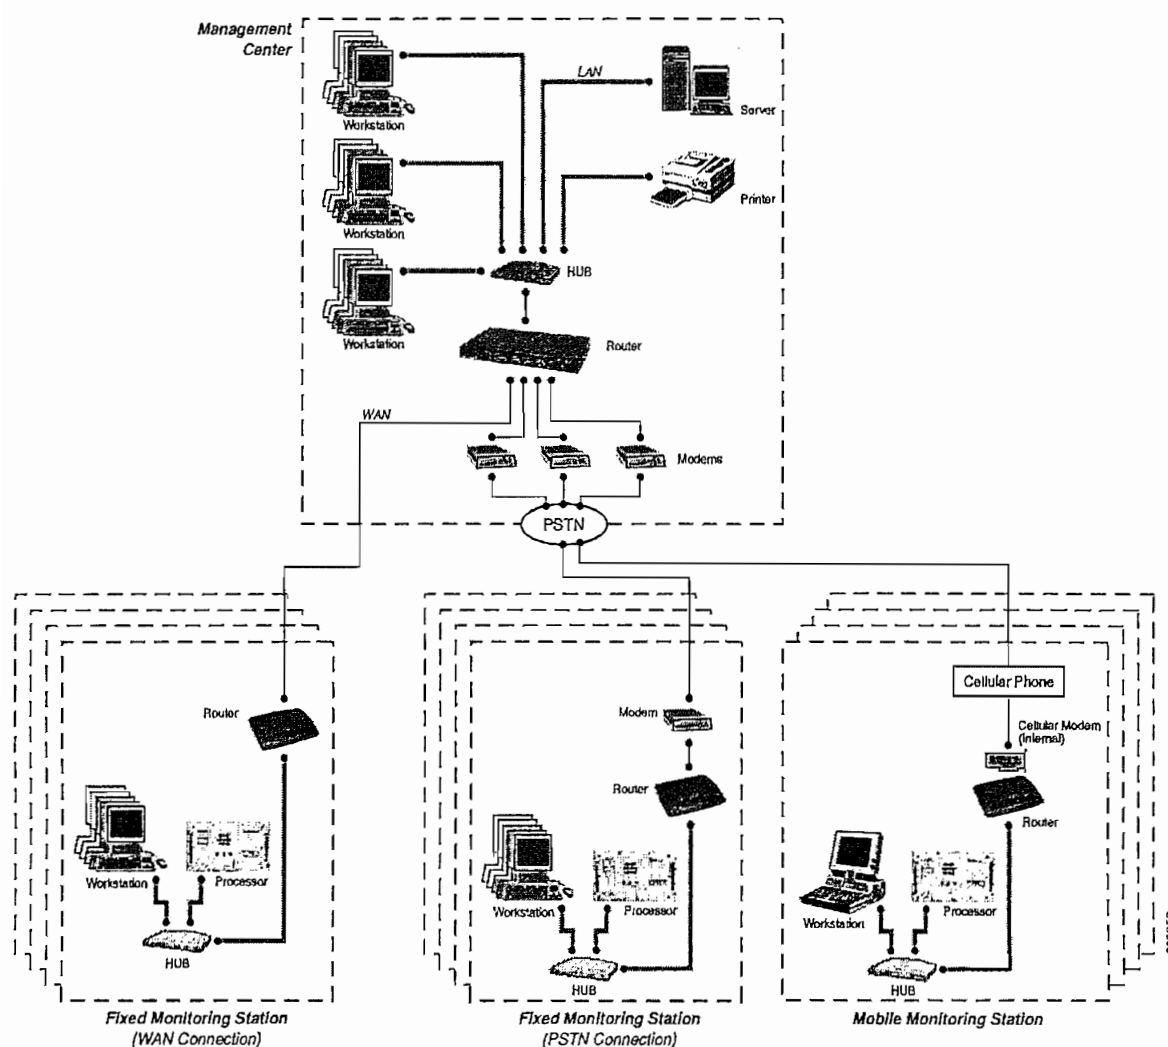 Management
Center
LAN
Workstation
Server
Workstation
Printer
Workstation
HUB
Router
WAN
Modems
PSTN
Router
Workstation
Processor
HUB
Fixed Monitoring Station
(WAN Connection)
Modem
Router
Workstation
Processor
HUB
Fixed Monitoring Station
(PSTN Connection)
Cellular Phone
Cellular Modem
(Internal)
Router
Workstation
Processor
HUB
Mobile Monitoring Station